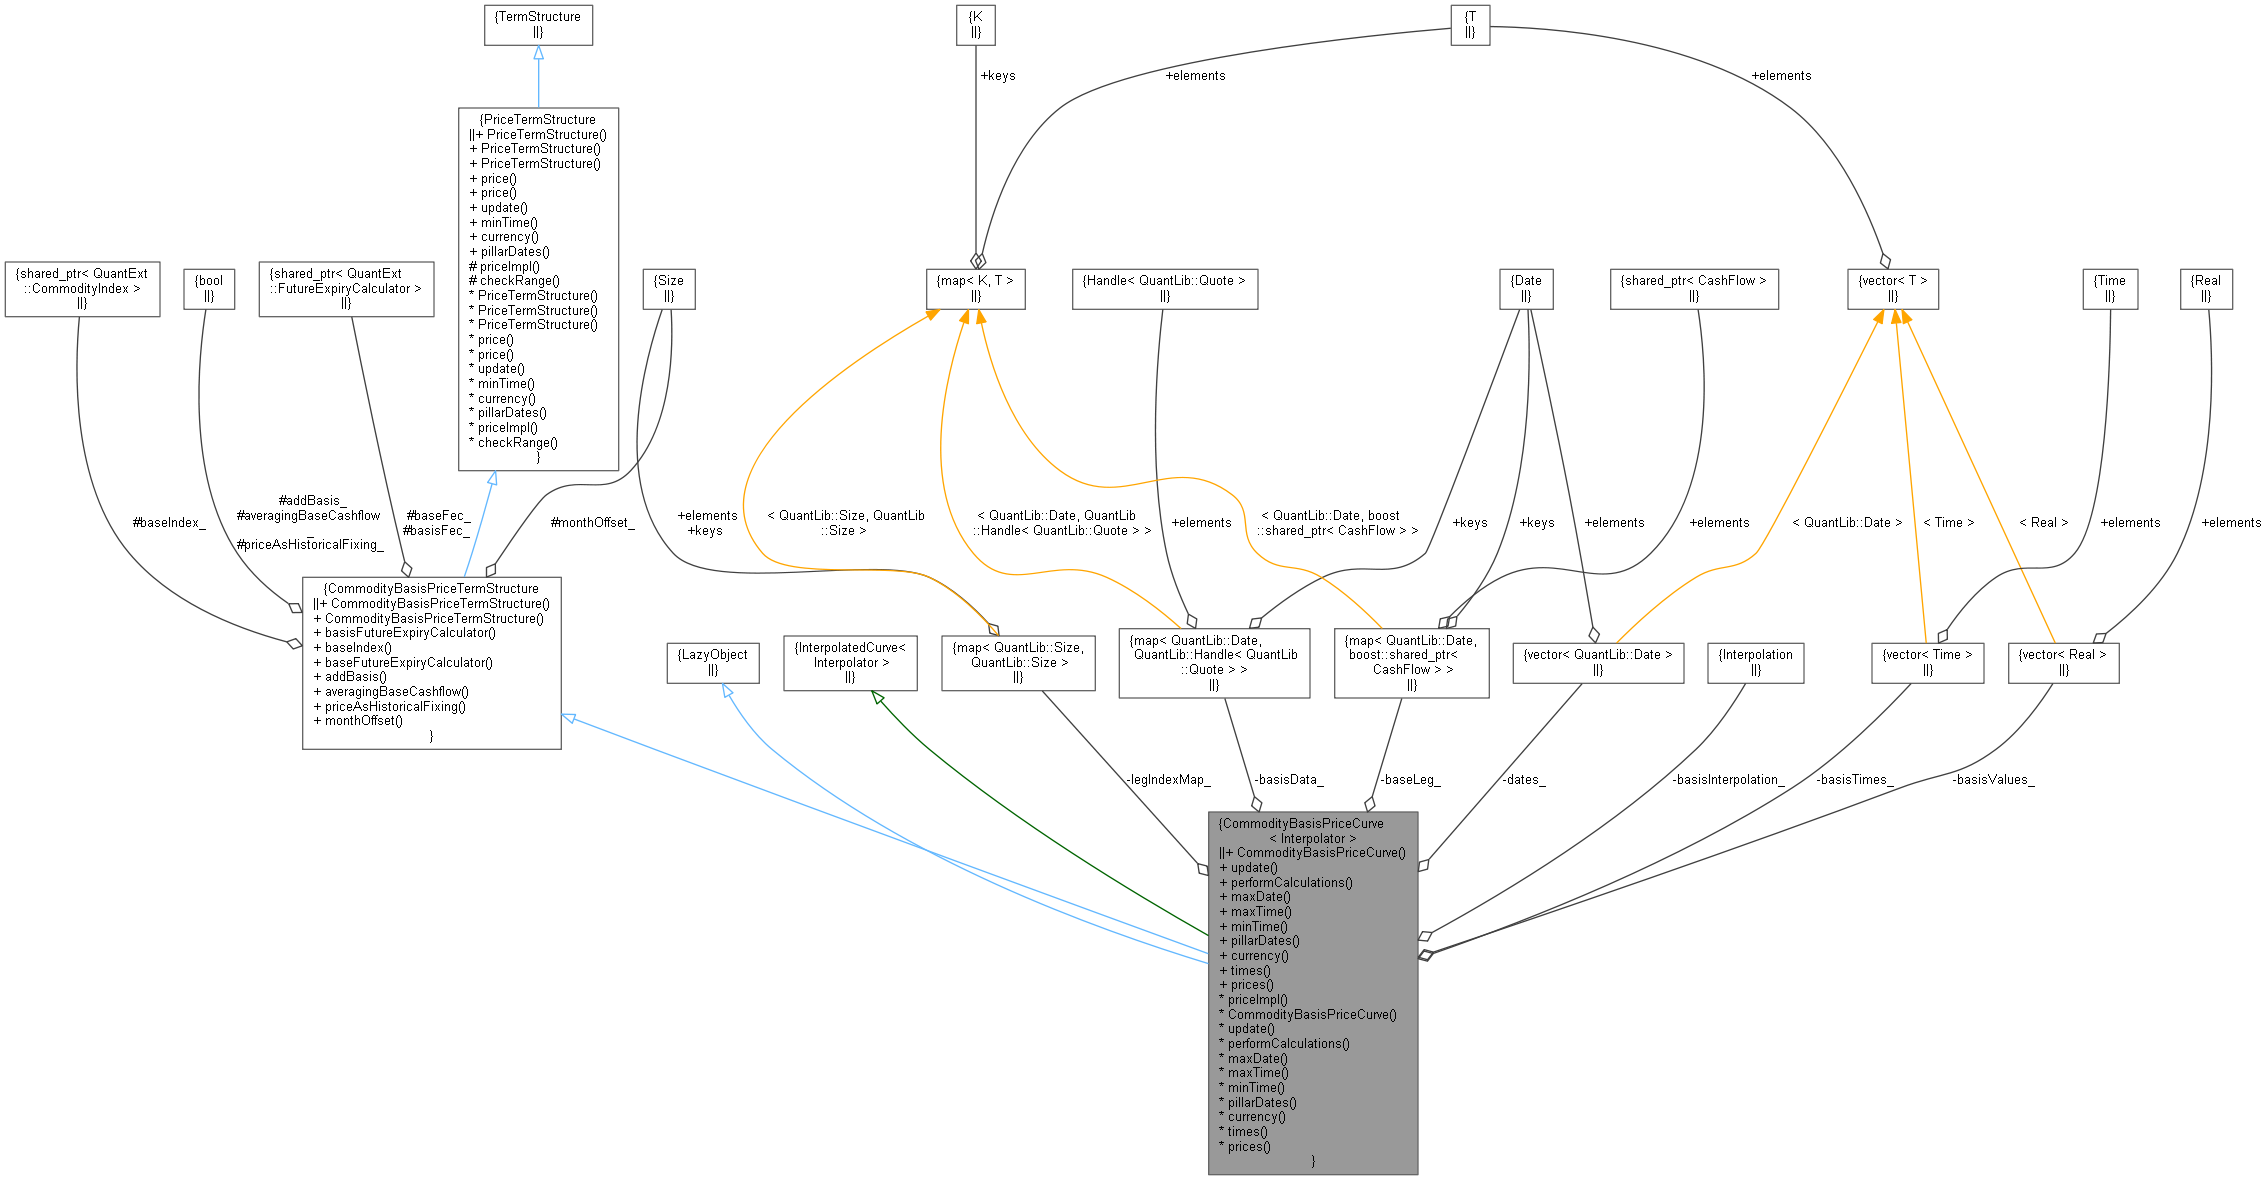 {TermStructure
||}
{K
||}
{T
||}
+keys
+elements
+elements
{PriceTermStructure
||+ PriceTermStructure()
+ PriceTermStructure()
+ PriceTermStructure()
+ price()
+ price()
+ update()
+ minTime()
+ currency()
+ pillarDates()
# priceImpl()
# checkRange()
* PriceTermStructure()
* PriceTermStructure()
* PriceTermStructure()
* price()
* price()
* update()
* minTime()
* currency()
* pillarDates()
* priceImpl()
* checkRange()
}
{shared_ptr< QuantExt
::CommodityIndex >
||}
{bool
||}
{shared_ptr< QuantExt
::FutureExpiryCalculator >
||}
{Size
||}
{map< K, T >
||}
{Handle< QuantLib::Quote >
||}
{Date
||}
{shared_ptr< CashFlow >
||}
{vector< T >
||}
{Time
||}
{Real
||}
#baseIndex_
#addBasis_
#averagingBaseCashflow
_
#priceAsHistoricalFixing_
#baseFec_
#basisFec_
#monthOffset_
+elements
+keys
< QuantLib::Size, QuantLib
::Size >
< QuantLib::Date, QuantLib
::Handle< QuantLib::Quote > >
+elements
< QuantLib::Date, boost
::shared_ptr< CashFlow > >
+keys
+keys
+elements
+elements
< QuantLib::Date >
< Time >
< Real >
+elements
+elements
{CommodityBasisPriceTermStructure
||+ CommodityBasisPriceTermStructure()
+ CommodityBasisPriceTermStructure()
+ basisFutureExpiryCalculator()
+ baseIndex()
+ baseFutureExpiryCalculator()
+ addBasis()
+ averagingBaseCashflow()
+ priceAsHistoricalFixing()
+ monthOffset()
}
{LazyObject
||}
{InterpolatedCurve<
Interpolator >
||}
{map< QuantLib::Size,
QuantLib::Size >
||}
{map< QuantLib::Date,
QuantLib::Handle< QuantLib
::Quote > >
||}
{map< QuantLib::Date,
boost::shared_ptr<
CashFlow > >
||}
{vector< QuantLib::Date >
||}
{Interpolation
||}
{vector< Time >
||}
{vector< Real >
||}
-legIndexMap_
-basisData_
-baseLeg_
-dates_
-basisInterpolation_
-basisTimes_
-basisValues_
{CommodityBasisPriceCurve
< Interpolator >
||+ CommodityBasisPriceCurve()
+ update()
+ performCalculations()
+ maxDate()
+ maxTime()
+ minTime()
+ pillarDates()
+ currency()
+ times()
+ prices()
* priceImpl()
* CommodityBasisPriceCurve()
* update()
* performCalculations()
* maxDate()
* maxTime()
* minTime()
* pillarDates()
* currency()
* times()
* prices()
}